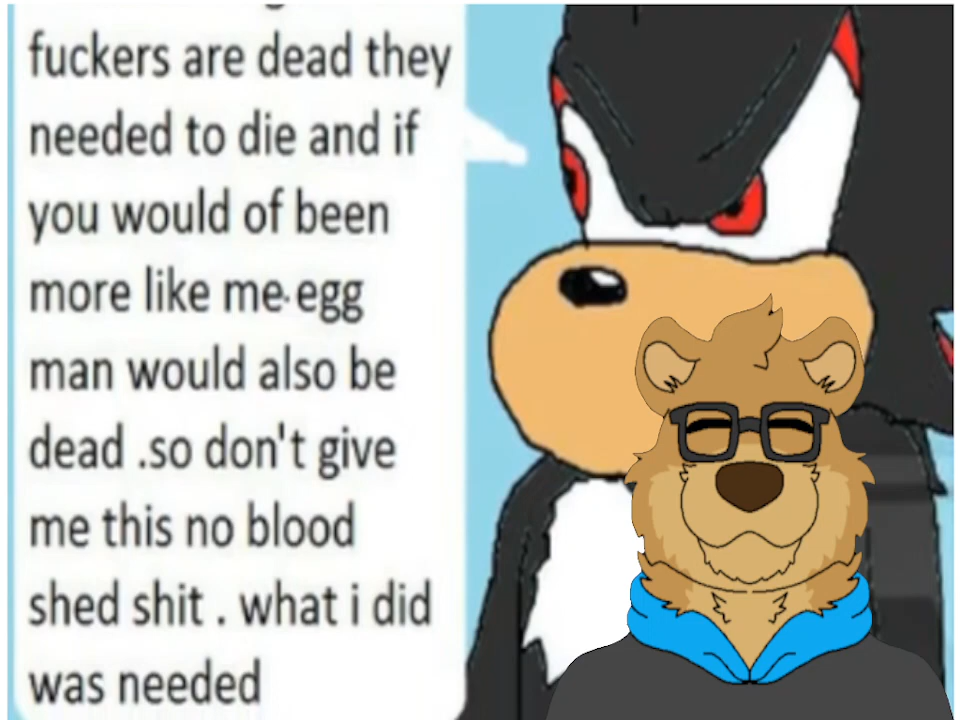 fuckers are dead they
needed to die and if
you would of been
more like me egg
man would also be
dead .so don't give
me this no blood
shed shit . what i did
was needed